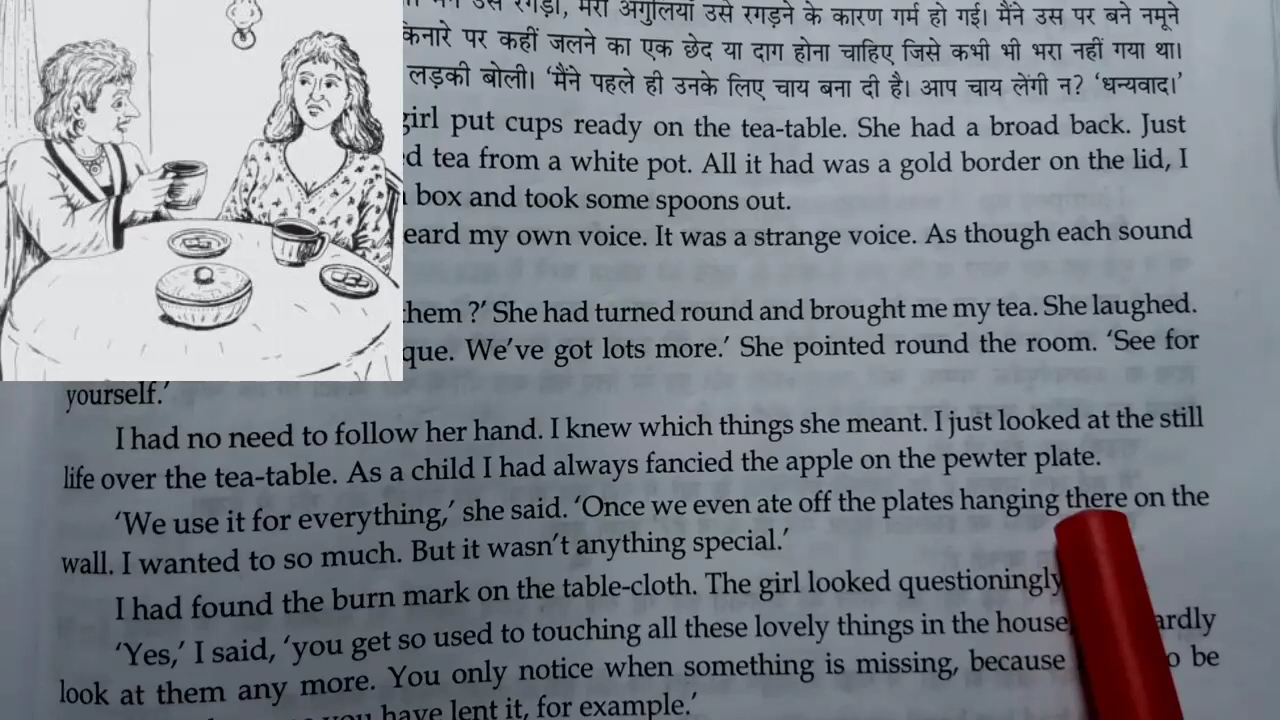 उसे रगड़ा, मेरी अंगुलियाँ उसे रगड़ने के कारण गर्म हो गई। मैंने उस पर बने नमूने
किनारे पर कहीं जलने का एक छेद या दाग होना चाहिए जिसे कभी भी भरा नहीं गया था।
लड़की बोली। ‘मैंने पहले ही उनके लिए चाय बना दी है। आप चाय लेंगी न? ‘धन्यवाद।’
girl put cups ready on the tea-table. She had a broad back. Just
tea from a white pot. All it had was a gold border on the lid, I
box and took some spoons out.
heard my own voice. It was a strange voice. As though each sound
them ?’ She had turned round and brought me my tea. She laughed.
We’ve got lots more.’ She pointed round the room. ‘See for
yourself.’
I had no need to follow her hand. I knew which things she meant. I just looked at the still
life over the tea-table. As a child I had always fancied the apple on the pewter plate.
‘We use it for everything,’ she said. ‘Once we even ate off the plates hanging there on the
wall. I wanted to so much. But it wasn’t anything special.’
I had found the burn mark on the table-cloth. The girl looked questioningly
‘Yes,’ I said, ‘you get so used to touching all these lovely things in the house,
look at them any more. You only notice when something is missing, because be
you have lent it, for example.’